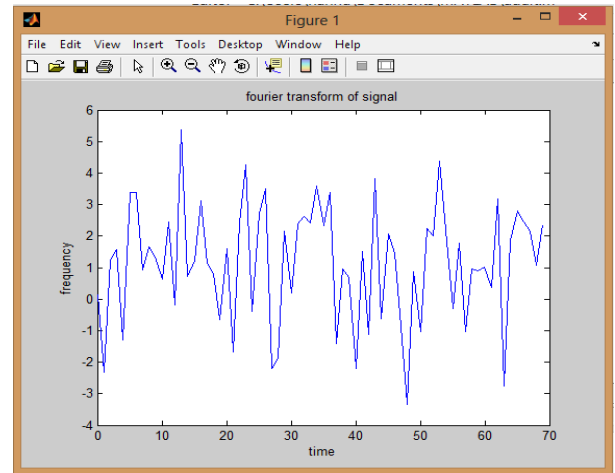 Figure 1
File Edit View Insert Tools Desktop Window Help
fourier transform of signal
6
5
4
3
2
1
0
-1
-2
-3
-4
frequency
0 10 20 30 40 50 60 70
time